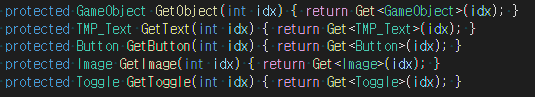 protected GameObject GetObject(int idx) { return Get<GameObject>(idx); }
protected TMP_Text GetText(int idx) { return Get<TMP_Text>(idx); }
protected Button GetButton(int idx) { return Get<Button>(idx); }
protected Image GetImage(int idx) { return Get<Image>(idx); }
protected Toggle GetToggle(int idx) { return Get<Toggle>(idx); }